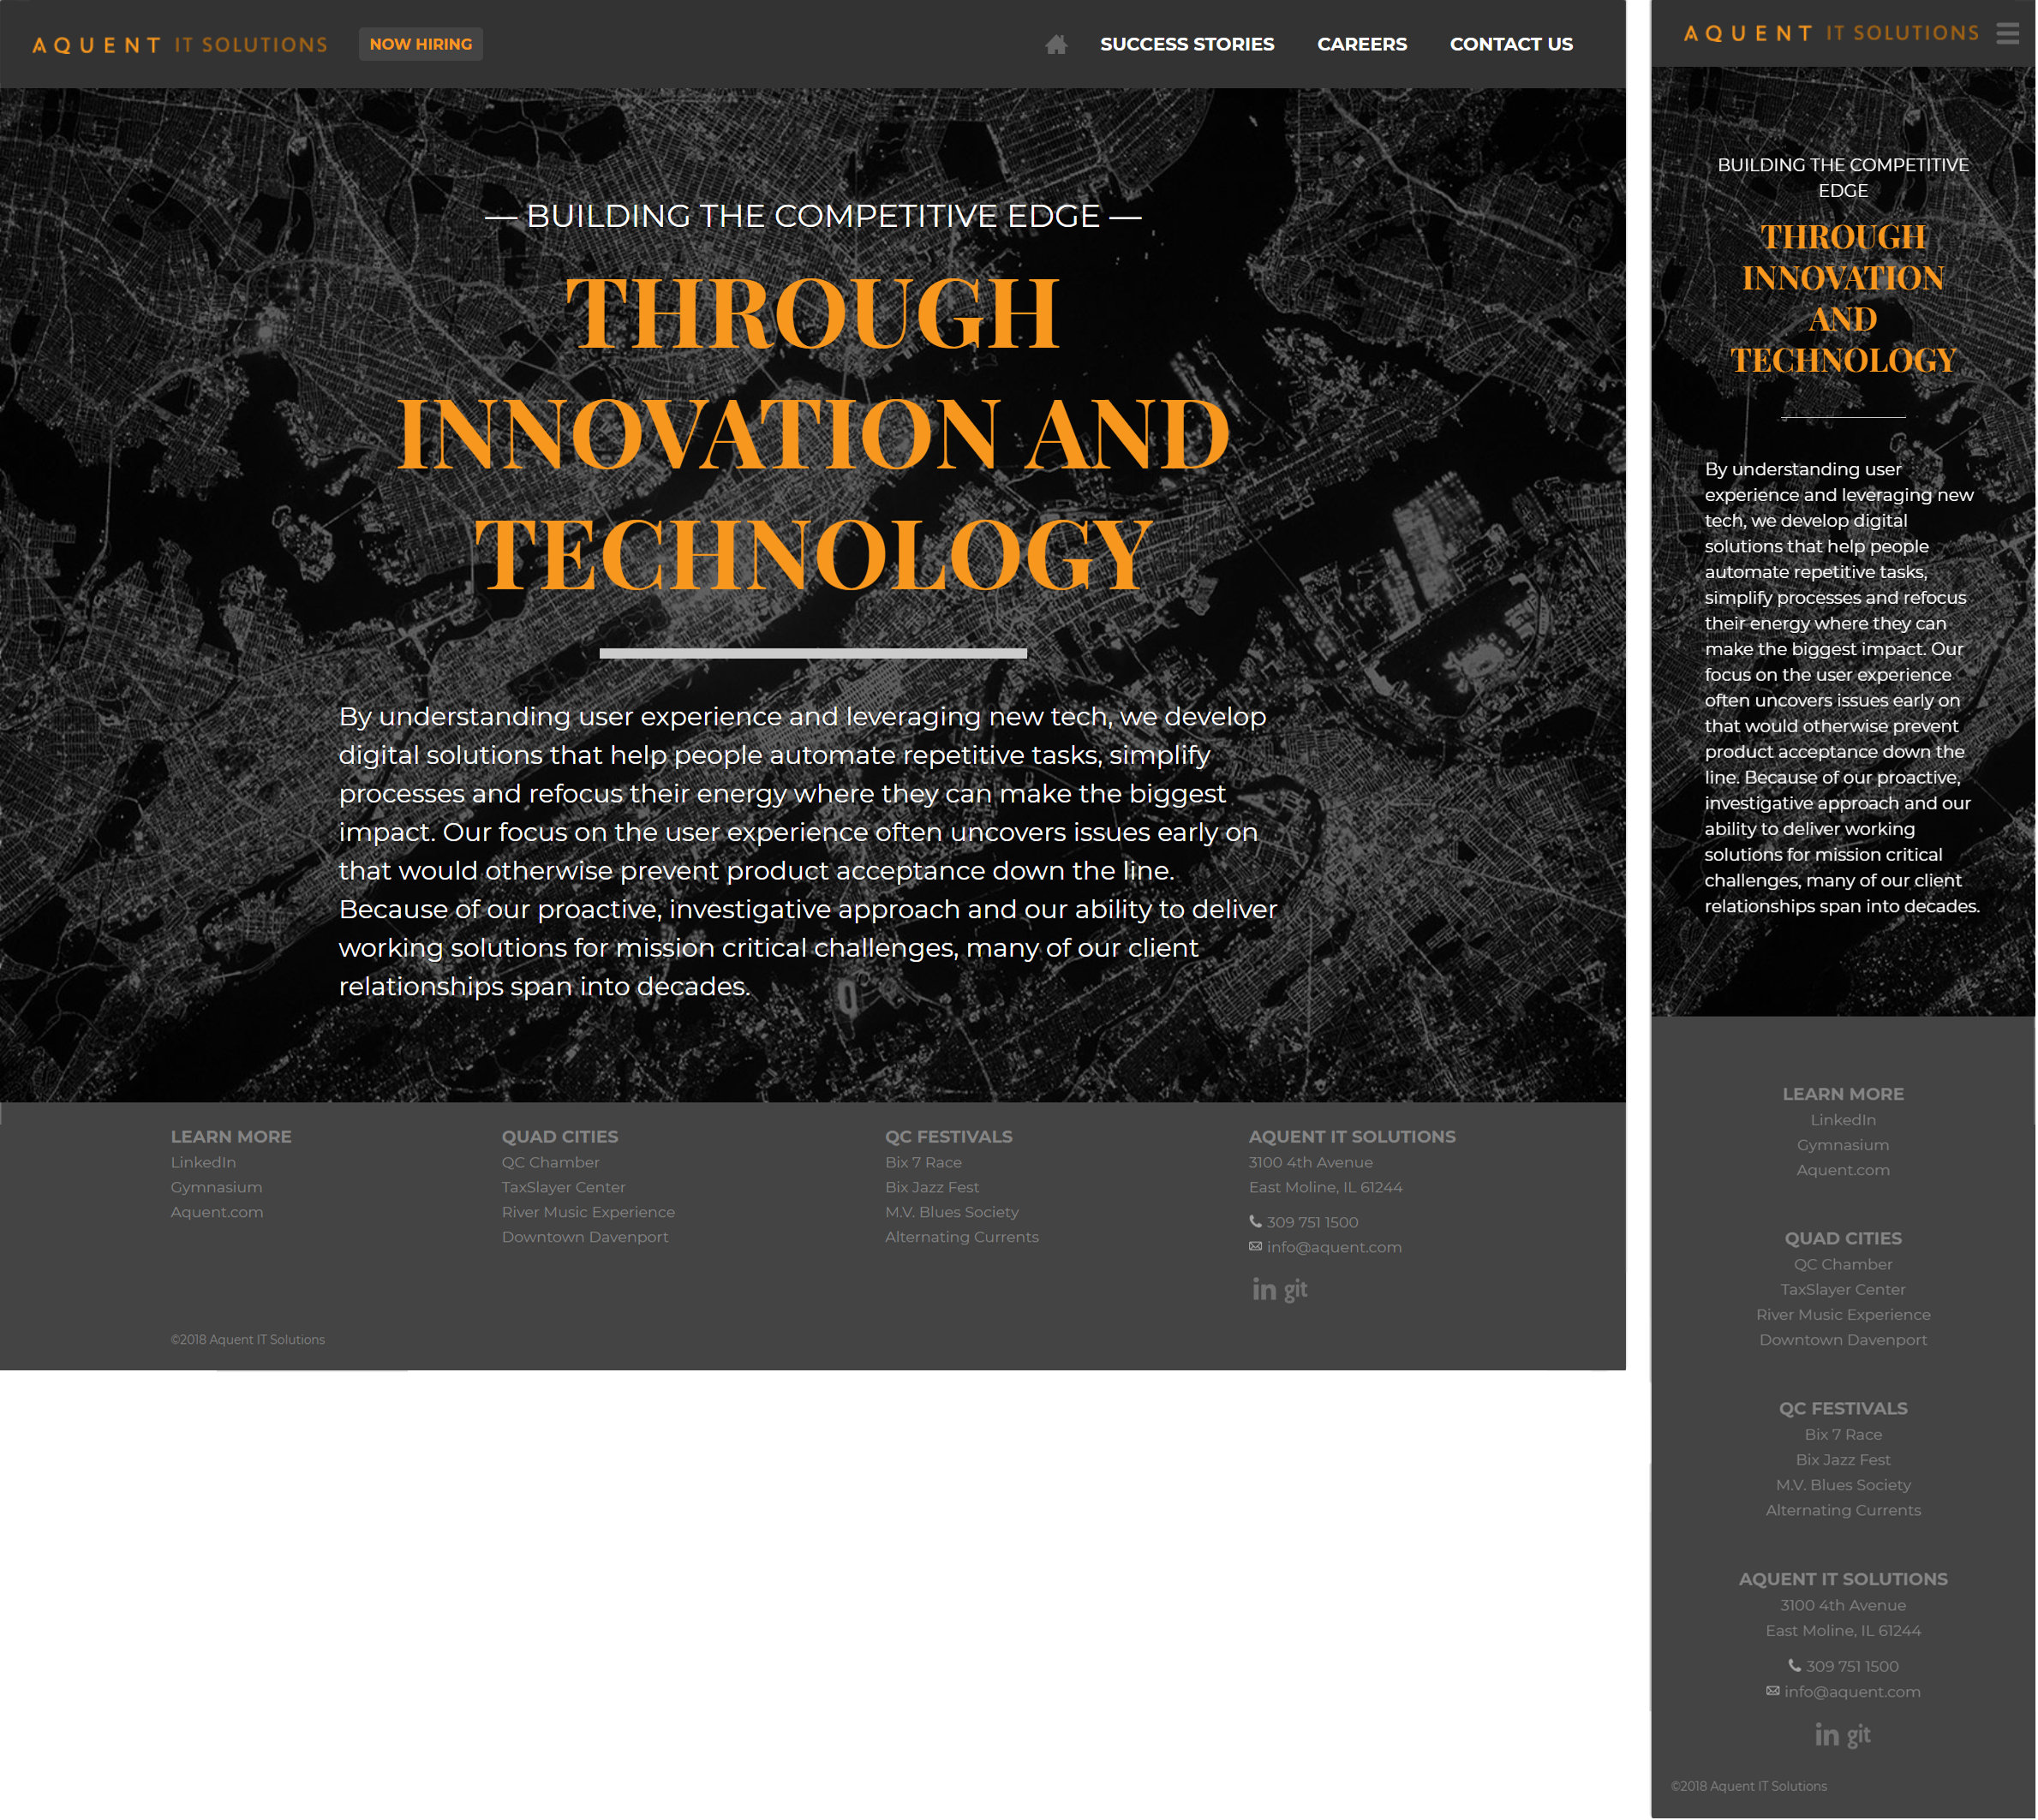 AQUENT IT SOLUTIONS
NOW HIRING
SUCCESS STORIES
CAREERS
CONTACT US
— BUILDING THE COMPETITIVE EDGE —
THROUGH
INNOVATION AND
TECHNOLOGY
By understanding user experience and leveraging new tech, we develop
digital solutions that help people automate repetitive tasks, simplify
processes and refocus their energy where they can make the biggest
impact. Our focus on the user experience often uncovers issues early on
that would otherwise prevent product acceptance down the line.
Because of our proactive, investigative approach and our ability to deliver
working solutions for mission critical challenges, many of our client
relationships span into decades.
LEARN MORE
LinkedIn
Gymnasium
Aquent.com
QUAD CITIES
QC Chamber
TaxSlayer Center
River Music Experience
Downtown Davenport
QC FESTIVALS
Bix 7 Race
Bix Jazz Fest
M.V. Blues Society
Alternating Currents
AQUENT IT SOLUTIONS
3100 4th Avenue
East Moline, IL 61244
309 751 1500
info@aquent.com
in git
©2018 Aquent IT Solutions
AQUENT IT SOLUTIONS
BUILDING THE COMPETITIVE
EDGE
THROUGH
INNOVATION
AND
TECHNOLOGY
By understanding user
experience and leveraging new
tech, we develop digital
solutions that help people
automate repetitive tasks,
simplify processes and refocus
their energy where they can
make the biggest impact. Our
focus on the user experience
often uncovers issues early on
that would otherwise prevent
product acceptance down the
line. Because of our proactive,
investigative approach and our
ability to deliver working
solutions for mission critical
challenges, many of our client
relationships span into decades.
LEARN MORE
LinkedIn
Gymnasium
Aquent.com
QUAD CITIES
QC Chamber
TaxSlayer Center
River Music Experience
Downtown Davenport
QC FESTIVALS
Bix 7 Race
Bix Jazz Fest
M.V. Blues Society
Alternating Currents
AQUENT IT SOLUTIONS
3100 4th Avenue
East Moline, IL 61244
309 751 1500
info@aquent.com
in git
©2018 Aquent IT Solutions